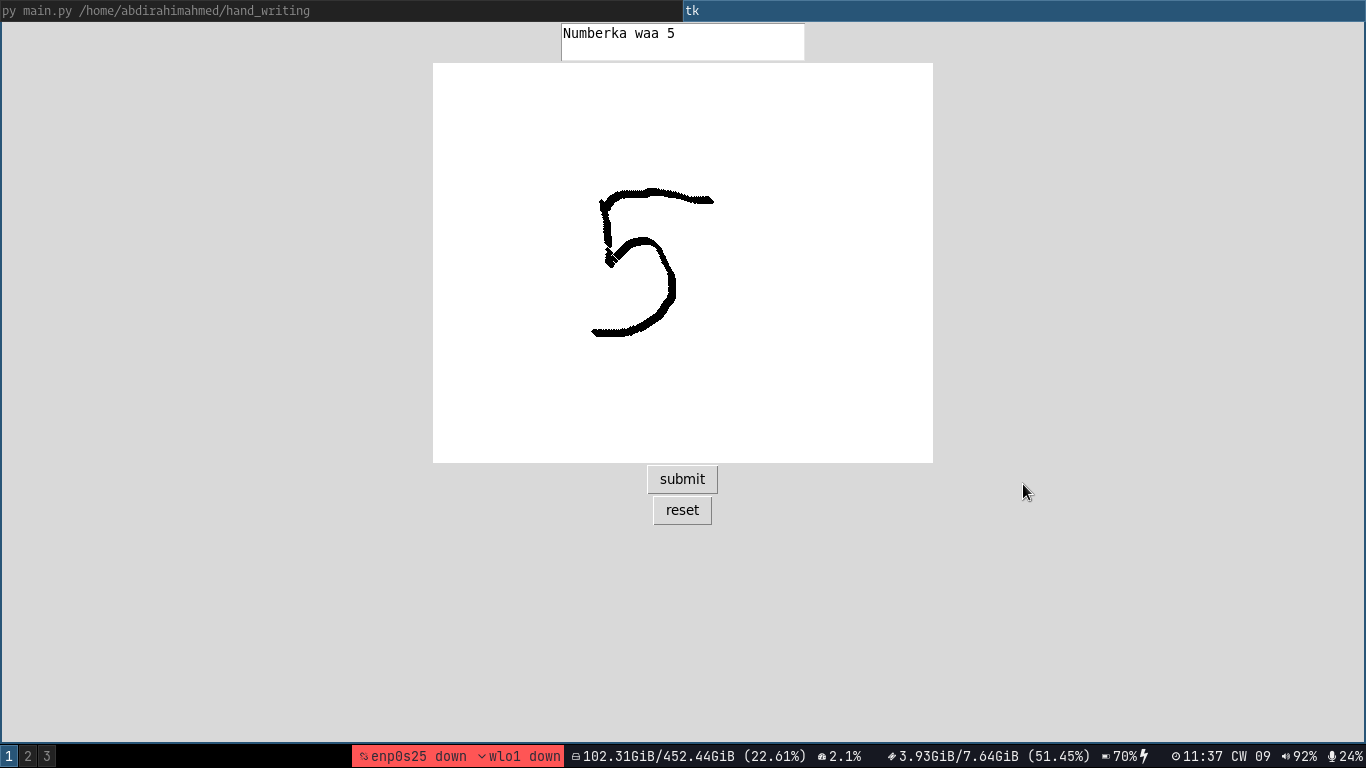 py main.py /home/abdirahimahmed/hand_writing
tk
Numberka waa 5
5
submit
reset
1 2 3
enp0s25 down wlo1 down 102.31GiB/452.44GiB (22.61%) 2.1% 3.93GiB/7.64GiB (51.45%) 70% 11:37 CW 09 92% 24%